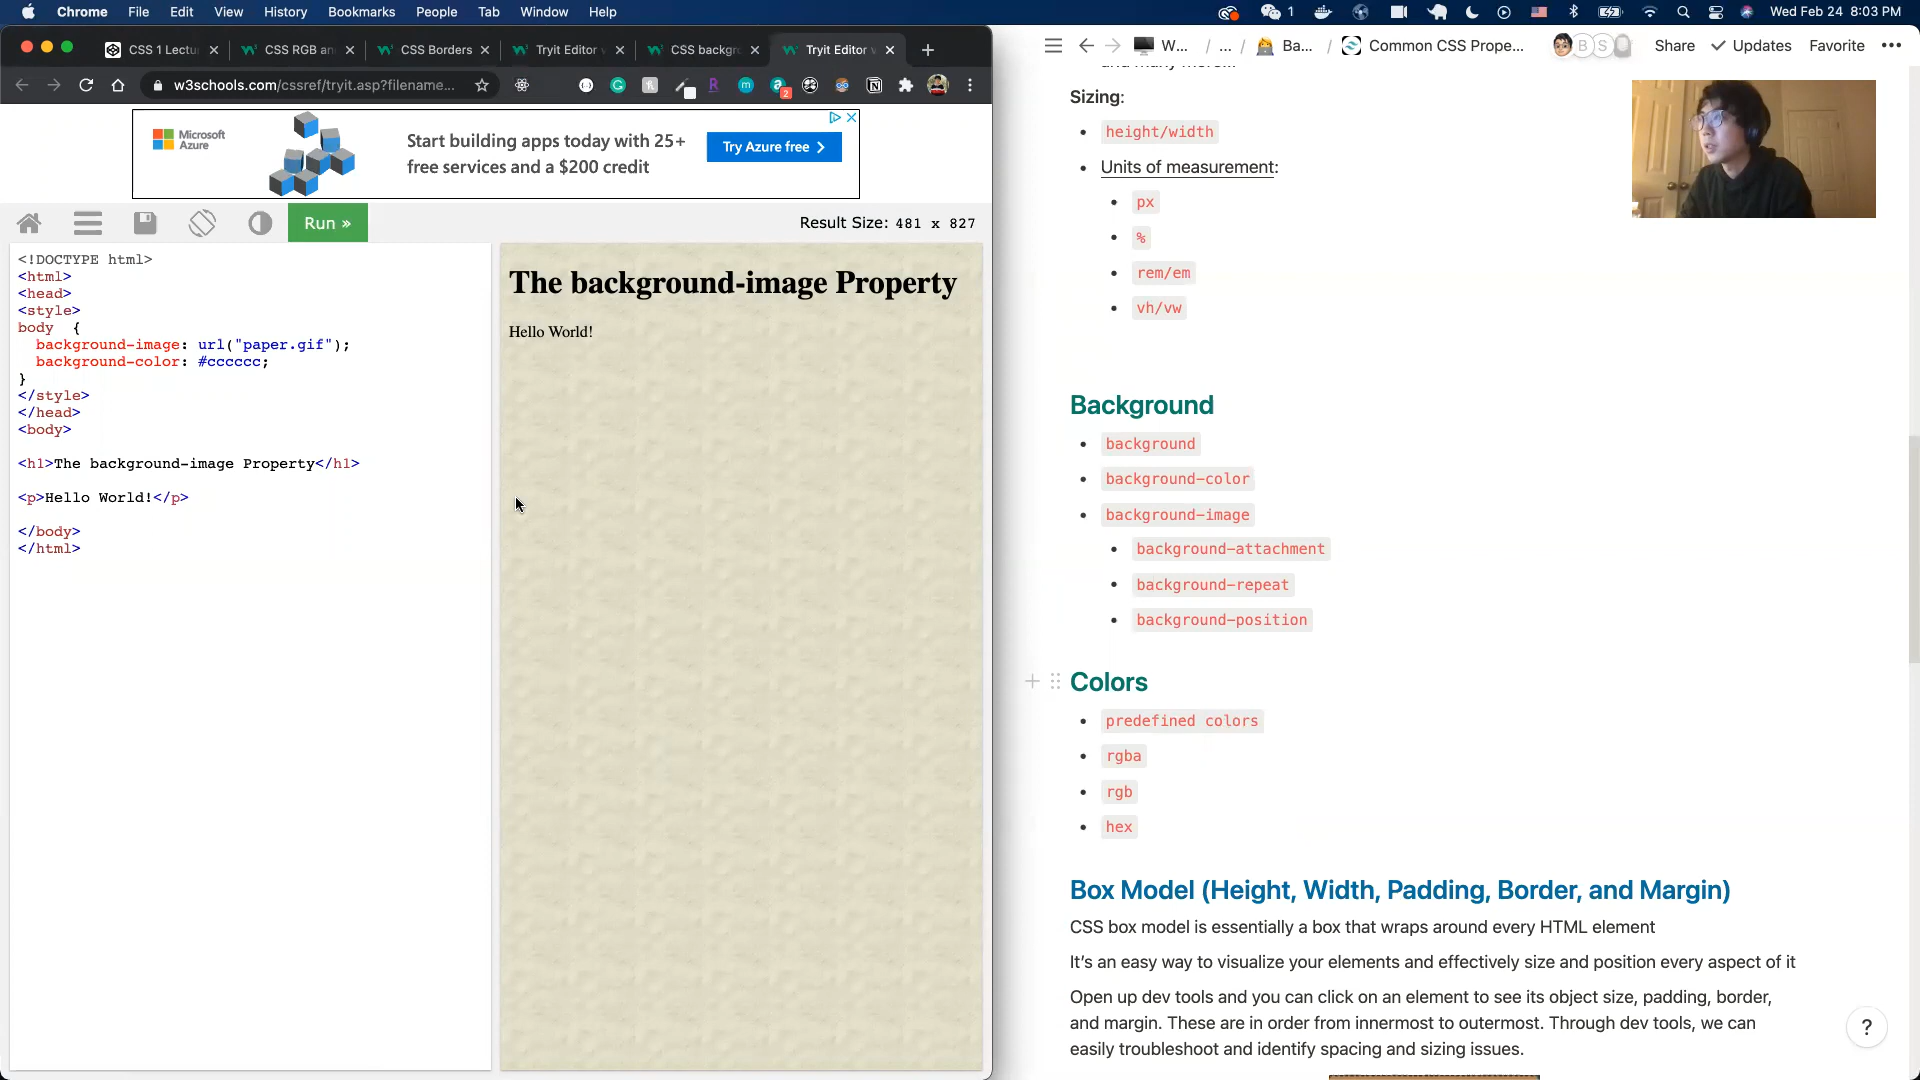 Chrome File Edit View History Bookmarks People Tab Window Help
1
Wed Feb 24 8:03 PM
CSS 1 Lectu
CSS RGB an
CSS Borders
Tryit Editor v
CSS backgro
Tryit Editor v
w3schools.com/cssref/tryit.asp?filename...
Microsoft
Azure
Start building apps today with 25+
free services and a $200 credit
Try Azure free
Run »
Result Size: 481 x 827
<!DOCTYPE html>
<html>
<head>
<style>
body  {
  background-image: url("paper.gif");
  background-color: #cccccc;
}
</style>
</head>
<body>
<h1>The background-image Property</h1>
<p>Hello World!</p>
</body>
</html>
The background-image Property
Hello World!
W... / ... / Ba... / Common CSS Prope...
B S
Share Updates Favorite
and many more...
Sizing:
height/width
Units of measurement:
px
%
rem/em
vh/vw
Background
background
background-color
background-image
background-attachment
background-repeat
background-position
Colors
predefined colors
rgba
rgb
hex
Box Model (Height, Width, Padding, Border, and Margin)
CSS box model is essentially a box that wraps around every HTML element
It's an easy way to visualize your elements and effectively size and position every aspect of it
Open up dev tools and you can click on an element to see its object size, padding, border,
and margin. These are in order from innermost to outermost. Through dev tools, we can
easily troubleshoot and identify spacing and sizing issues.
?